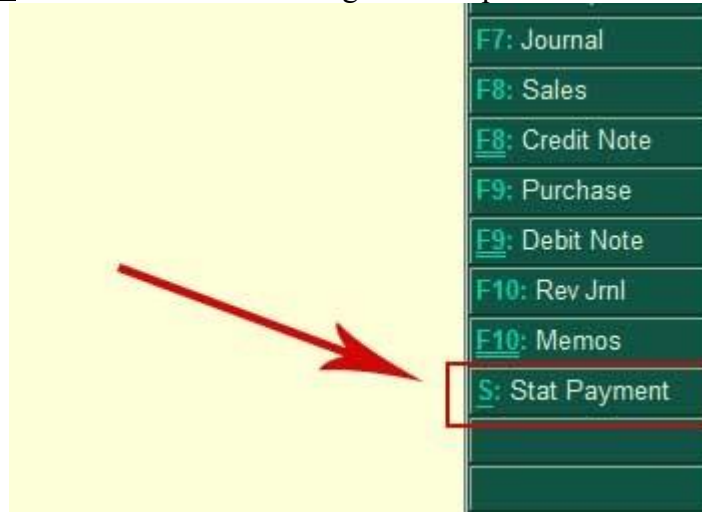 F7: Journal
F8: Sales
F8: Credit Note
F9: Purchase
F9: Debit Note
F10: Rev Jrnl
F10: Memos
S: Stat Payment